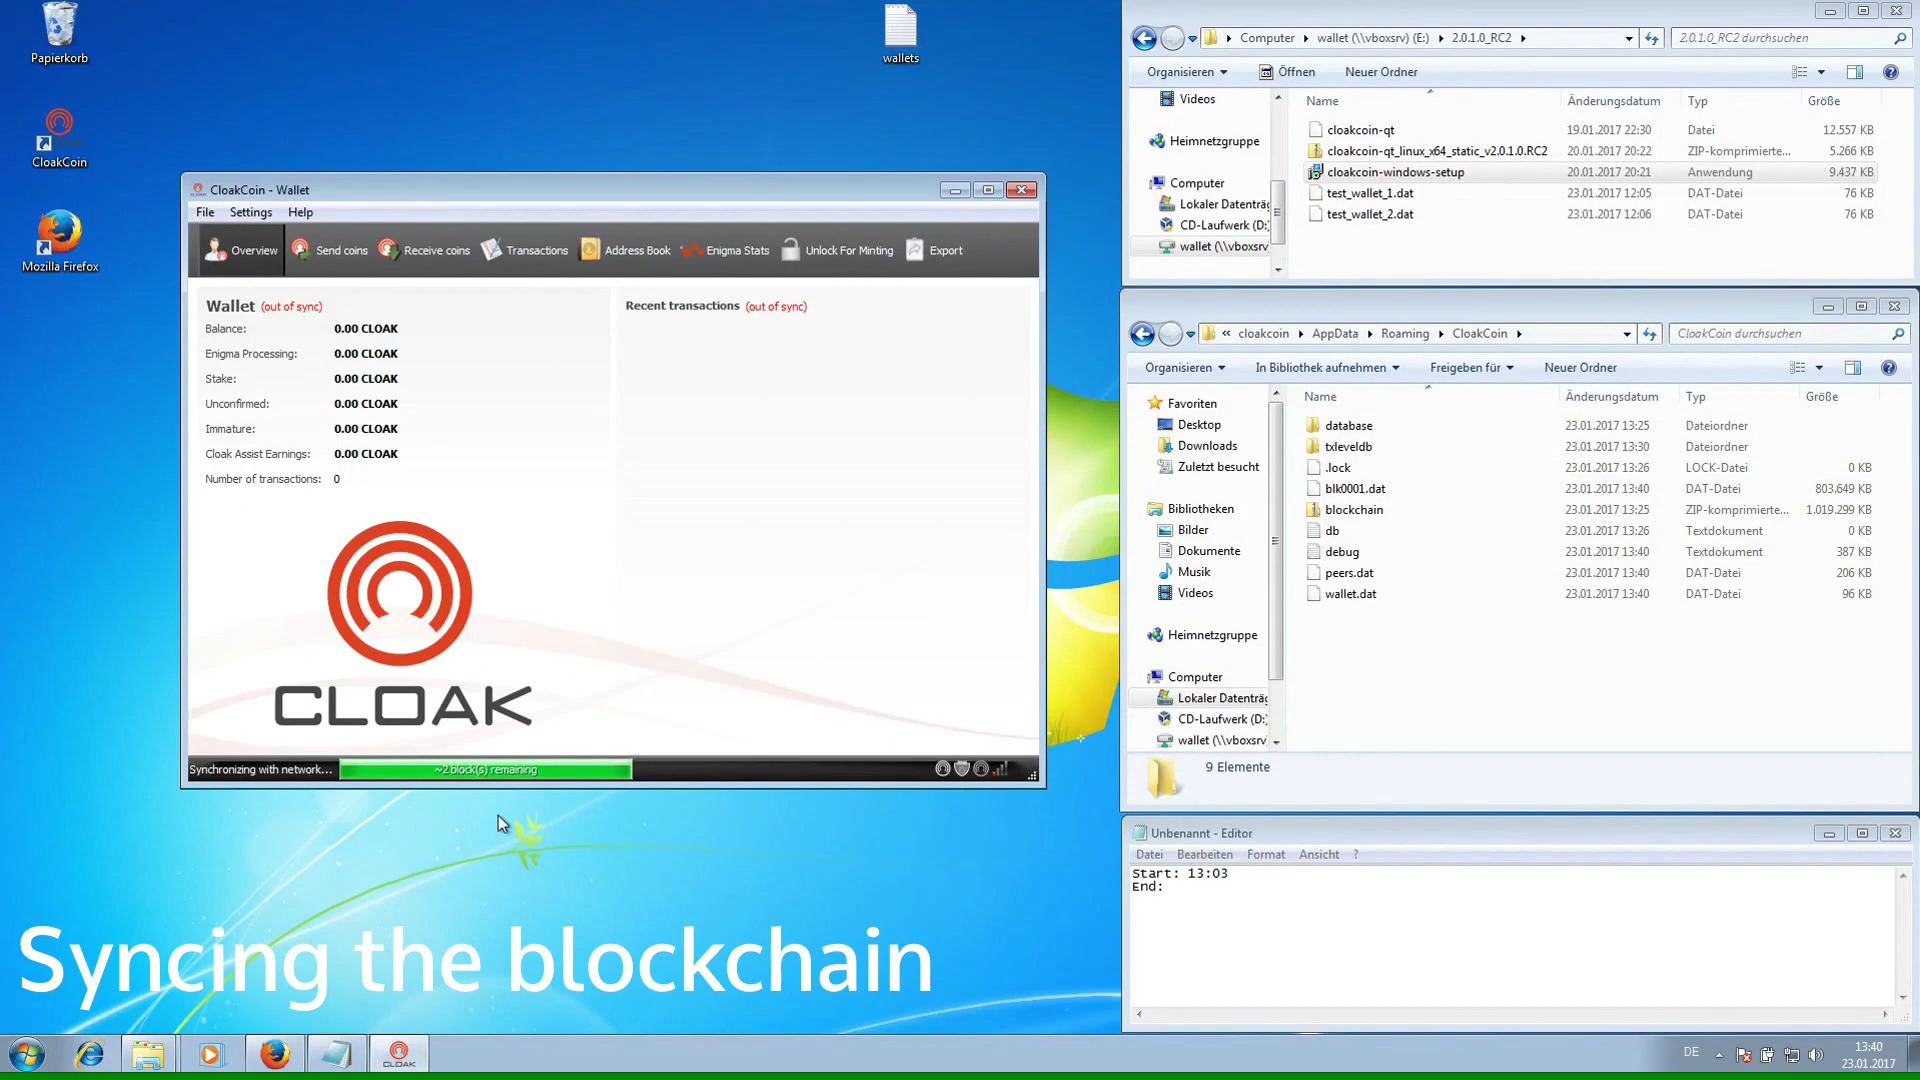 Papierkorb
CloakCoin
Mozilla Firefox
wallets
CloakCoin - Wallet
File Settings Help
Overview Send coins Receive coins Transactions Address Book Enigma Stats Unlock For Minting Export
Wallet (out of sync)
Balance: 0.00 CLOAK
Enigma Processing: 0.00 CLOAK
Stake: 0.00 CLOAK
Unconfirmed: 0.00 CLOAK
Immature: 0.00 CLOAK
Cloak Assist Earnings: 0.00 CLOAK
Number of transactions: 0
Recent transactions (out of sync)
CLOAK
Synchronizing with network... ~2 block(s) remaining
Syncing the blockchain
Computer wallet (\\vboxsrv) (E:) 2.0.1.0_RC2 2.0.1.0_RC2 durchsuchen
Organisieren Öffnen Neuer Ordner
Videos
Heimnetzgruppe
Computer
Lokaler Datenträg
CD-Laufwerk (D:)
wallet (\\vboxsrv)
Name Änderungsdatum Typ Größe
cloakcoin-qt 19.01.2017 22:30 Datei 12.557 KB
cloakcoin-qt_linux_x64_static_v2.0.1.0.RC2 20.01.2017 20:22 ZIP-komprimierte... 5.266 KB
cloakcoin-windows-setup 20.01.2017 20:21 Anwendung 9.437 KB
test_wallet_1.dat 23.01.2017 12:05 DAT-Datei 76 KB
test_wallet_2.dat 23.01.2017 12:06 DAT-Datei 76 KB
« cloakcoin AppData Roaming CloakCoin CloakCoin durchsuchen
Organisieren In Bibliothek aufnehmen Freigeben für Neuer Ordner
Favoriten
Desktop
Downloads
Zuletzt besucht
Bibliotheken
Bilder
Dokumente
Musik
Videos
Heimnetzgruppe
Computer
Lokaler Datenträg
CD-Laufwerk (D:)
wallet (\\vboxsrv)
Name Änderungsdatum Typ Größe
database 23.01.2017 13:25 Dateiordner
txleveldb 23.01.2017 13:30 Dateiordner
.lock 23.01.2017 13:26 LOCK-Datei 0 KB
blk0001.dat 23.01.2017 13:40 DAT-Datei 803.649 KB
blockchain 23.01.2017 13:25 ZIP-komprimierte... 1.019.299 KB
db 23.01.2017 13:26 Textdokument 0 KB
debug 23.01.2017 13:40 Textdokument 387 KB
peers.dat 23.01.2017 13:40 DAT-Datei 206 KB
wallet.dat 23.01.2017 13:40 DAT-Datei 96 KB
9 Elemente
Unbenannt - Editor
Datei Bearbeiten Format Ansicht ?
Start: 13:03
End:
CLOAK
DE
13:40
23.01.2017